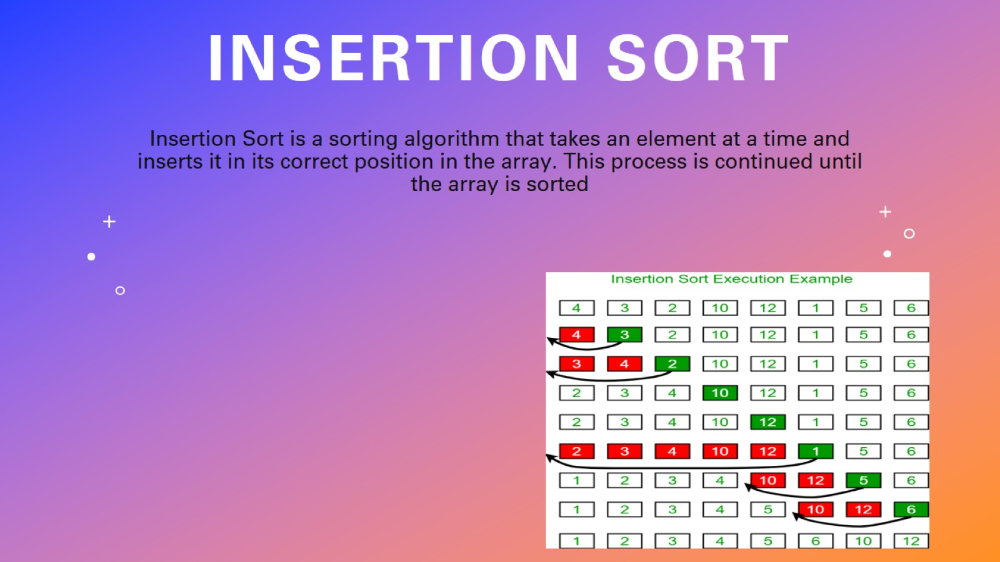 INSERTION SORT
Insertion Sort is a sorting algorithm that takes an element at a time and
inserts it in its correct position in the array. This process is continued until
the array is sorted
Insertion Sort Execution Example
4 3 2 10 12 1 5 6
4 3 2 10 12 1 5 6
3 4 2 10 12 1 5 6
2 3 4 10 12 1 5 6
2 3 4 10 12 1 5 6
2 3 4 10 12 1 5 6
1 2 3 4 10 12 5 6
1 2 3 4 5 10 12 6
1 2 3 4 5 6 10 12